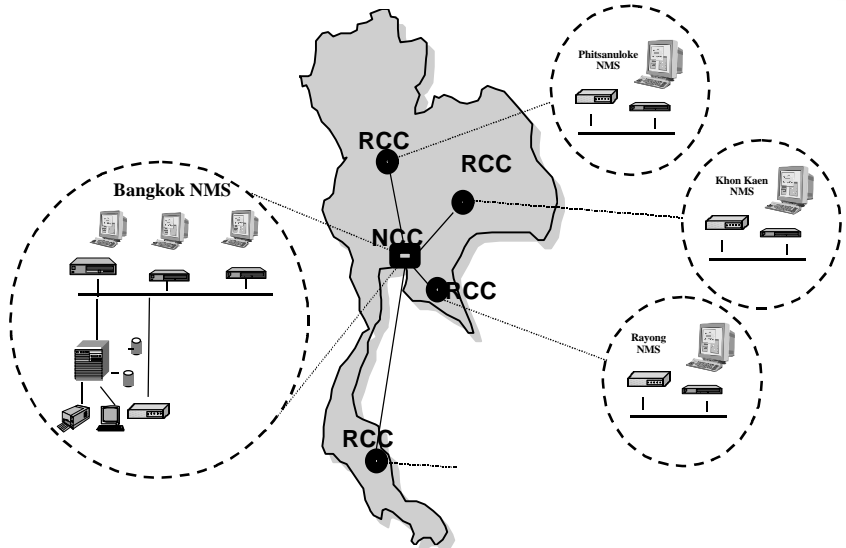 Phitsanuloke
NMS
RCC
RCC
Bangkok NMS
Khon Kaen
NMS
NCC
RCC
Rayong
NMS
RCC